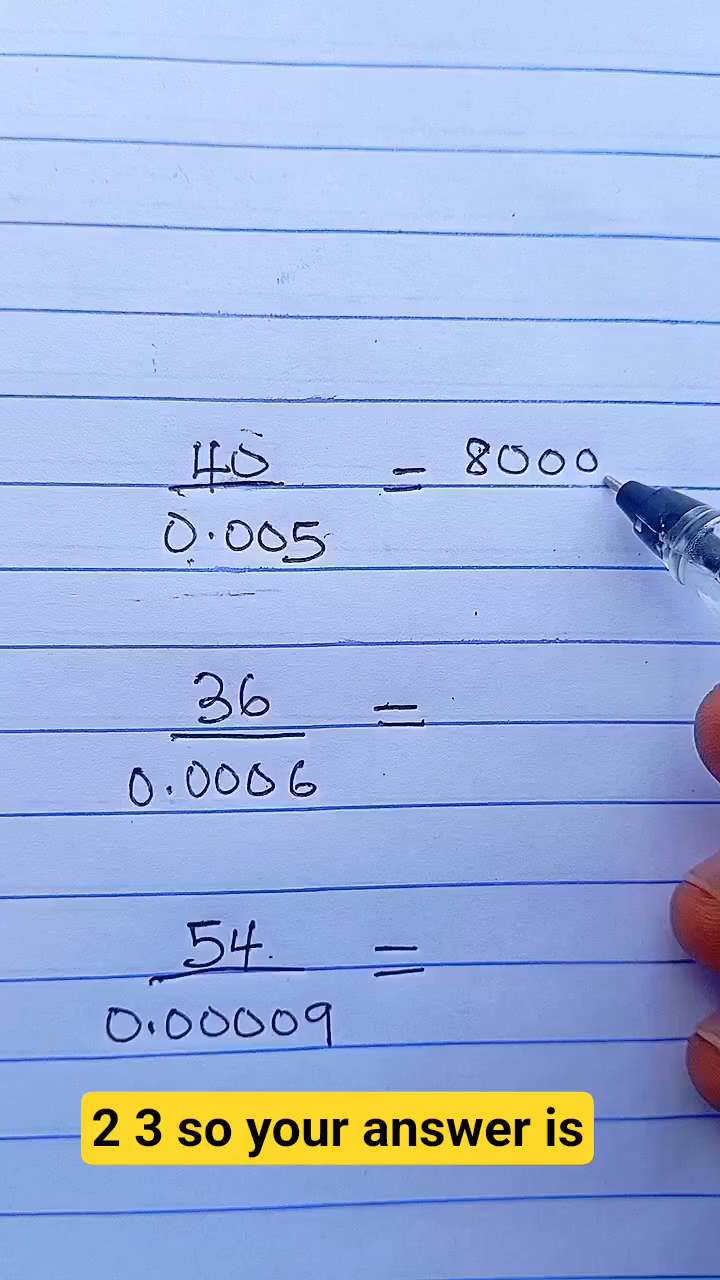 40
0.005 = 8000
36
0.0006 =
54
0.00009 =
2 3 so your answer is